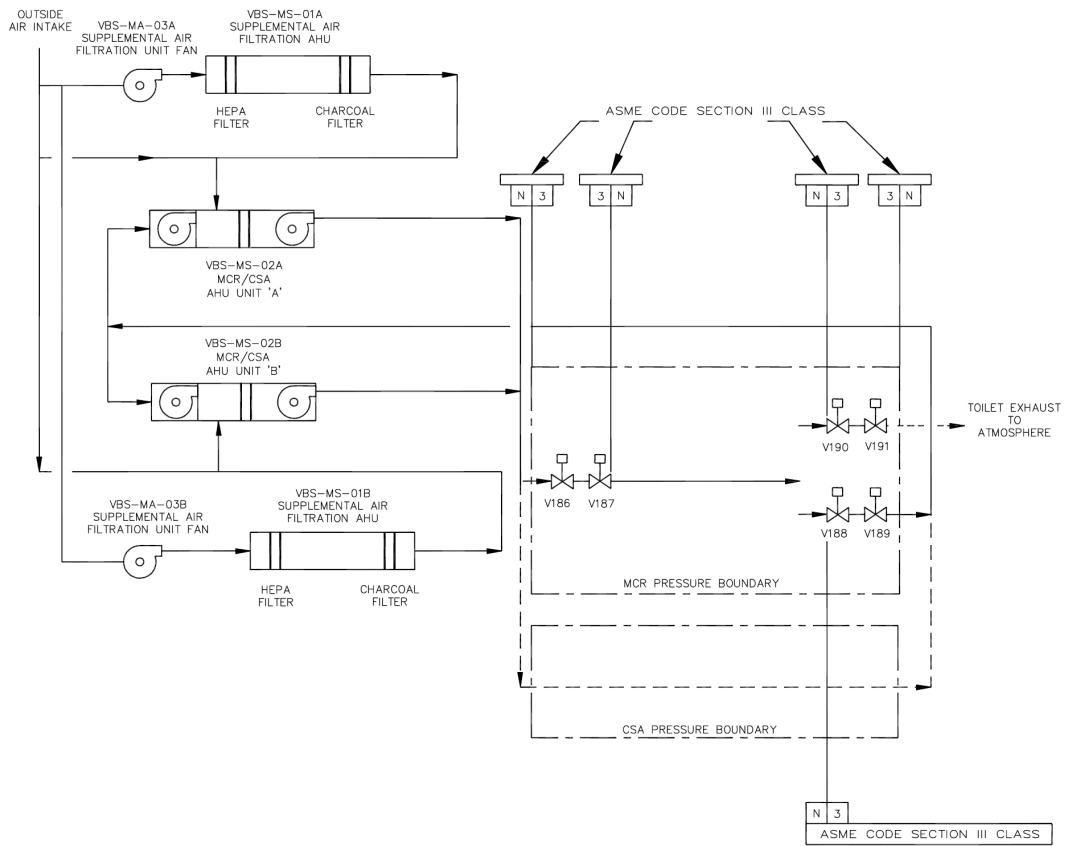 OUTSIDE
AIR INTAKE
VBS-MA-03A
SUPPLEMENTAL AIR
FILTRATION UNIT FAN
VBS-MS-01A
SUPPLEMENTAL AIR
FILTRATION AHU
HEPA
FILTER
CHARCOAL
FILTER
ASME CODE SECTION III CLASS
N 3
3 N
N 3
3 N
VBS-MS-02A
MCR/CSA
AHU UNIT 'A'
VBS-MS-02B
MCR/CSA
AHU UNIT 'B'
V190
V191
TOILET EXHAUST
TO
ATMOSPHERE
V186
V187
V188
V189
VBS-MA-03B
SUPPLEMENTAL AIR
FILTRATION UNIT FAN
VBS-MS-01B
SUPPLEMENTAL AIR
FILTRATION AHU
HEPA
FILTER
CHARCOAL
FILTER
MCR PRESSURE BOUNDARY
CSA PRESSURE BOUNDARY
N 3
ASME CODE SECTION III CLASS